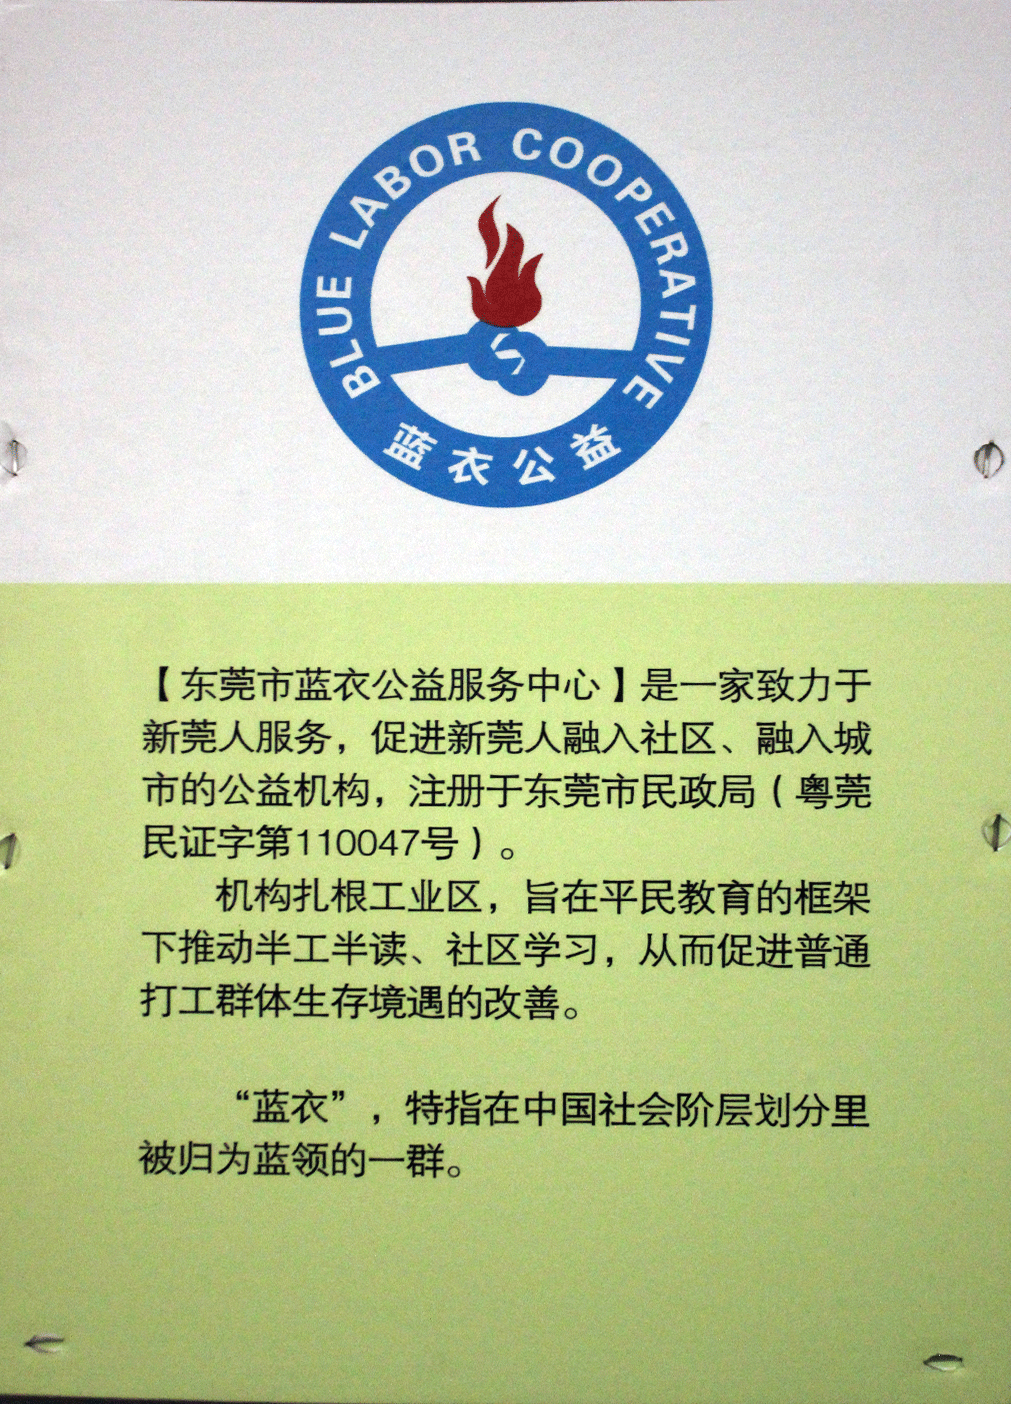 BLUE LABOR COOPERATIVE
蓝衣公益
【东莞市蓝衣公益服务中心】是一家致力于
新莞人服务，促进新莞人融入社区、融入城
市的公益机构，注册于东莞市民政局（粤莞
民证字第110047号）。
机构扎根工业区，旨在平民教育的框架
下推动半工半读、社区学习，从而促进普通
打工群体生存境遇的改善。
“蓝衣”，特指在中国社会阶层划分里
被归为蓝领的一群。